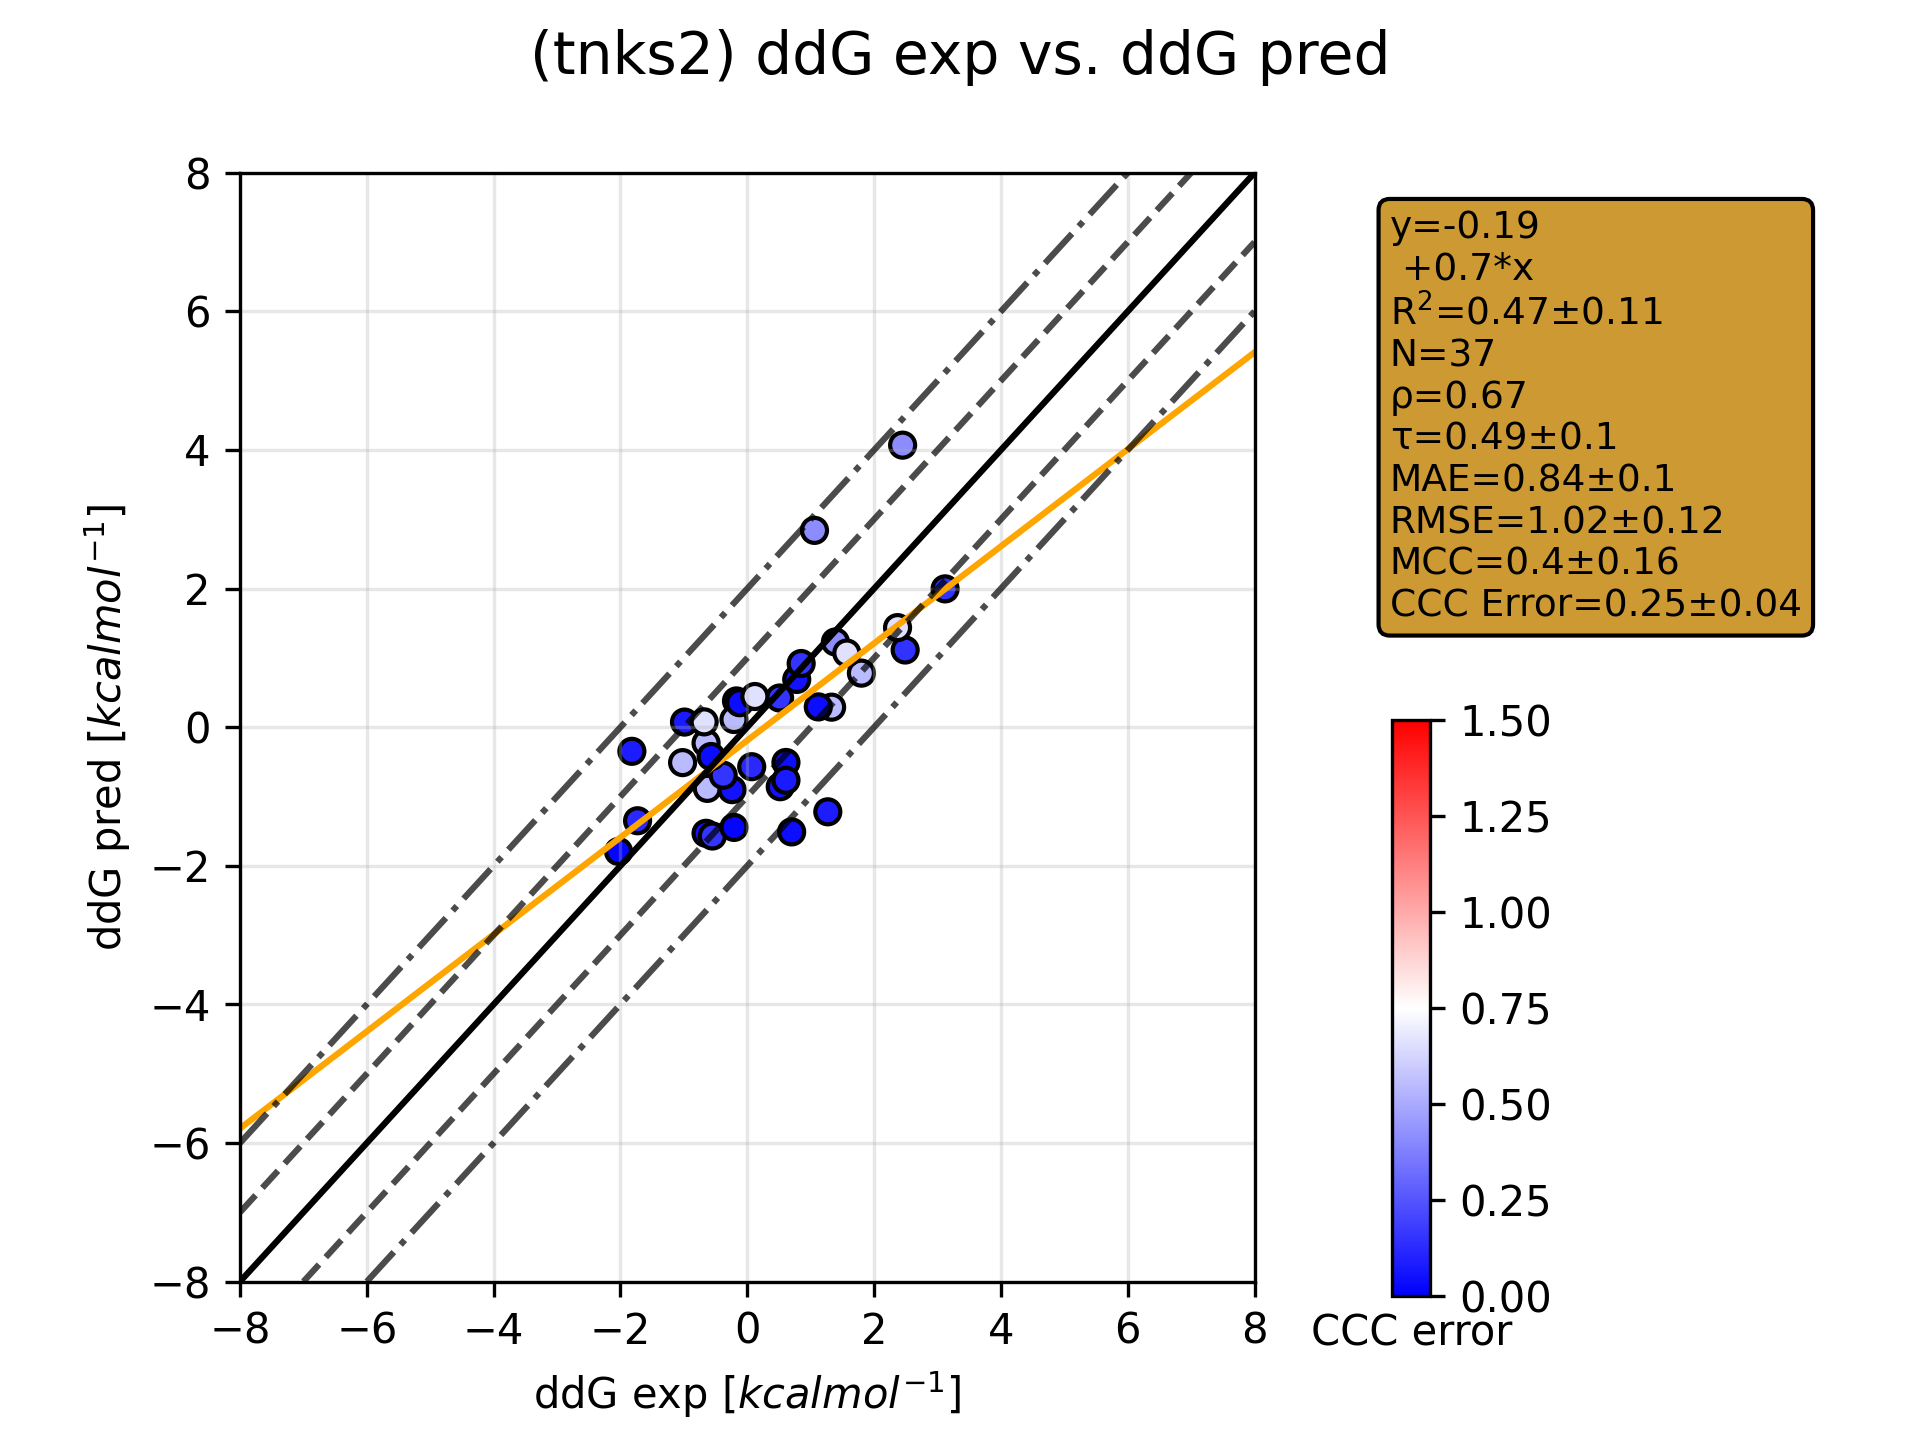 (tnks2) ddG exp vs. ddG pred
8
6
4
2
0
−2
−4
−6
−8
ddG pred [kcalmol⁻¹]
−8 −6 −4 −2 0 2 4 6 8
ddG exp [kcalmol⁻¹]
y=-0.19
+0.7*x
R²=0.47±0.11
N=37
ρ=0.67
τ=0.49±0.1
MAE=0.84±0.1
RMSE=1.02±0.12
MCC=0.4±0.16
CCC Error=0.25±0.04
1.50
1.25
1.00
0.75
0.50
0.25
0.00
CCC error